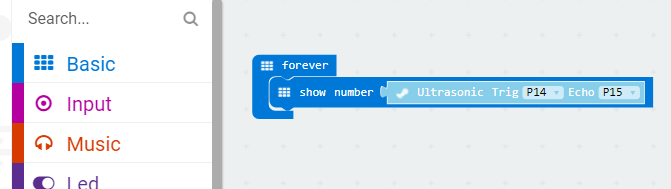 Search...
Basic
Input
Music
Led
forever
show number Ultrasonic Trig P14 Echo P15